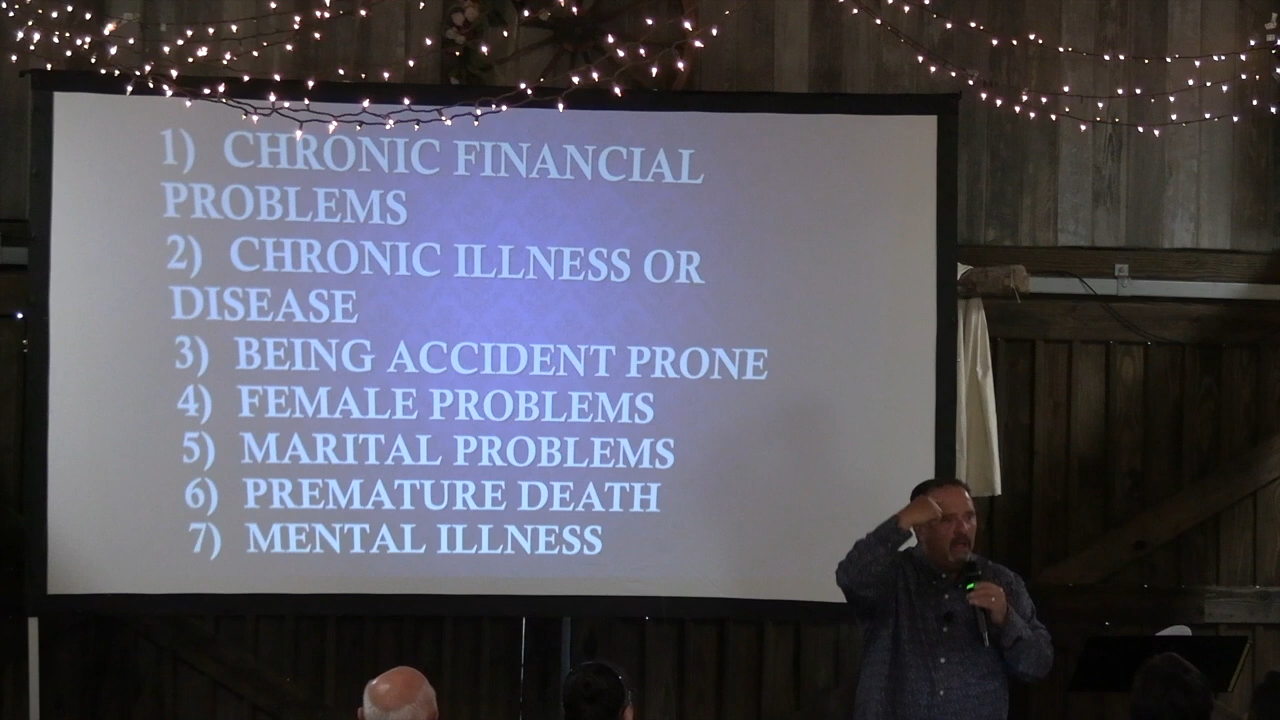 1) CHRONIC FINANCIAL
PROBLEMS
2) CHRONIC ILLNESS OR
DISEASE
3) BEING ACCIDENT PRONE
4) FEMALE PROBLEMS
5) MARITAL PROBLEMS
6) PREMATURE DEATH
7) MENTAL ILLNESS